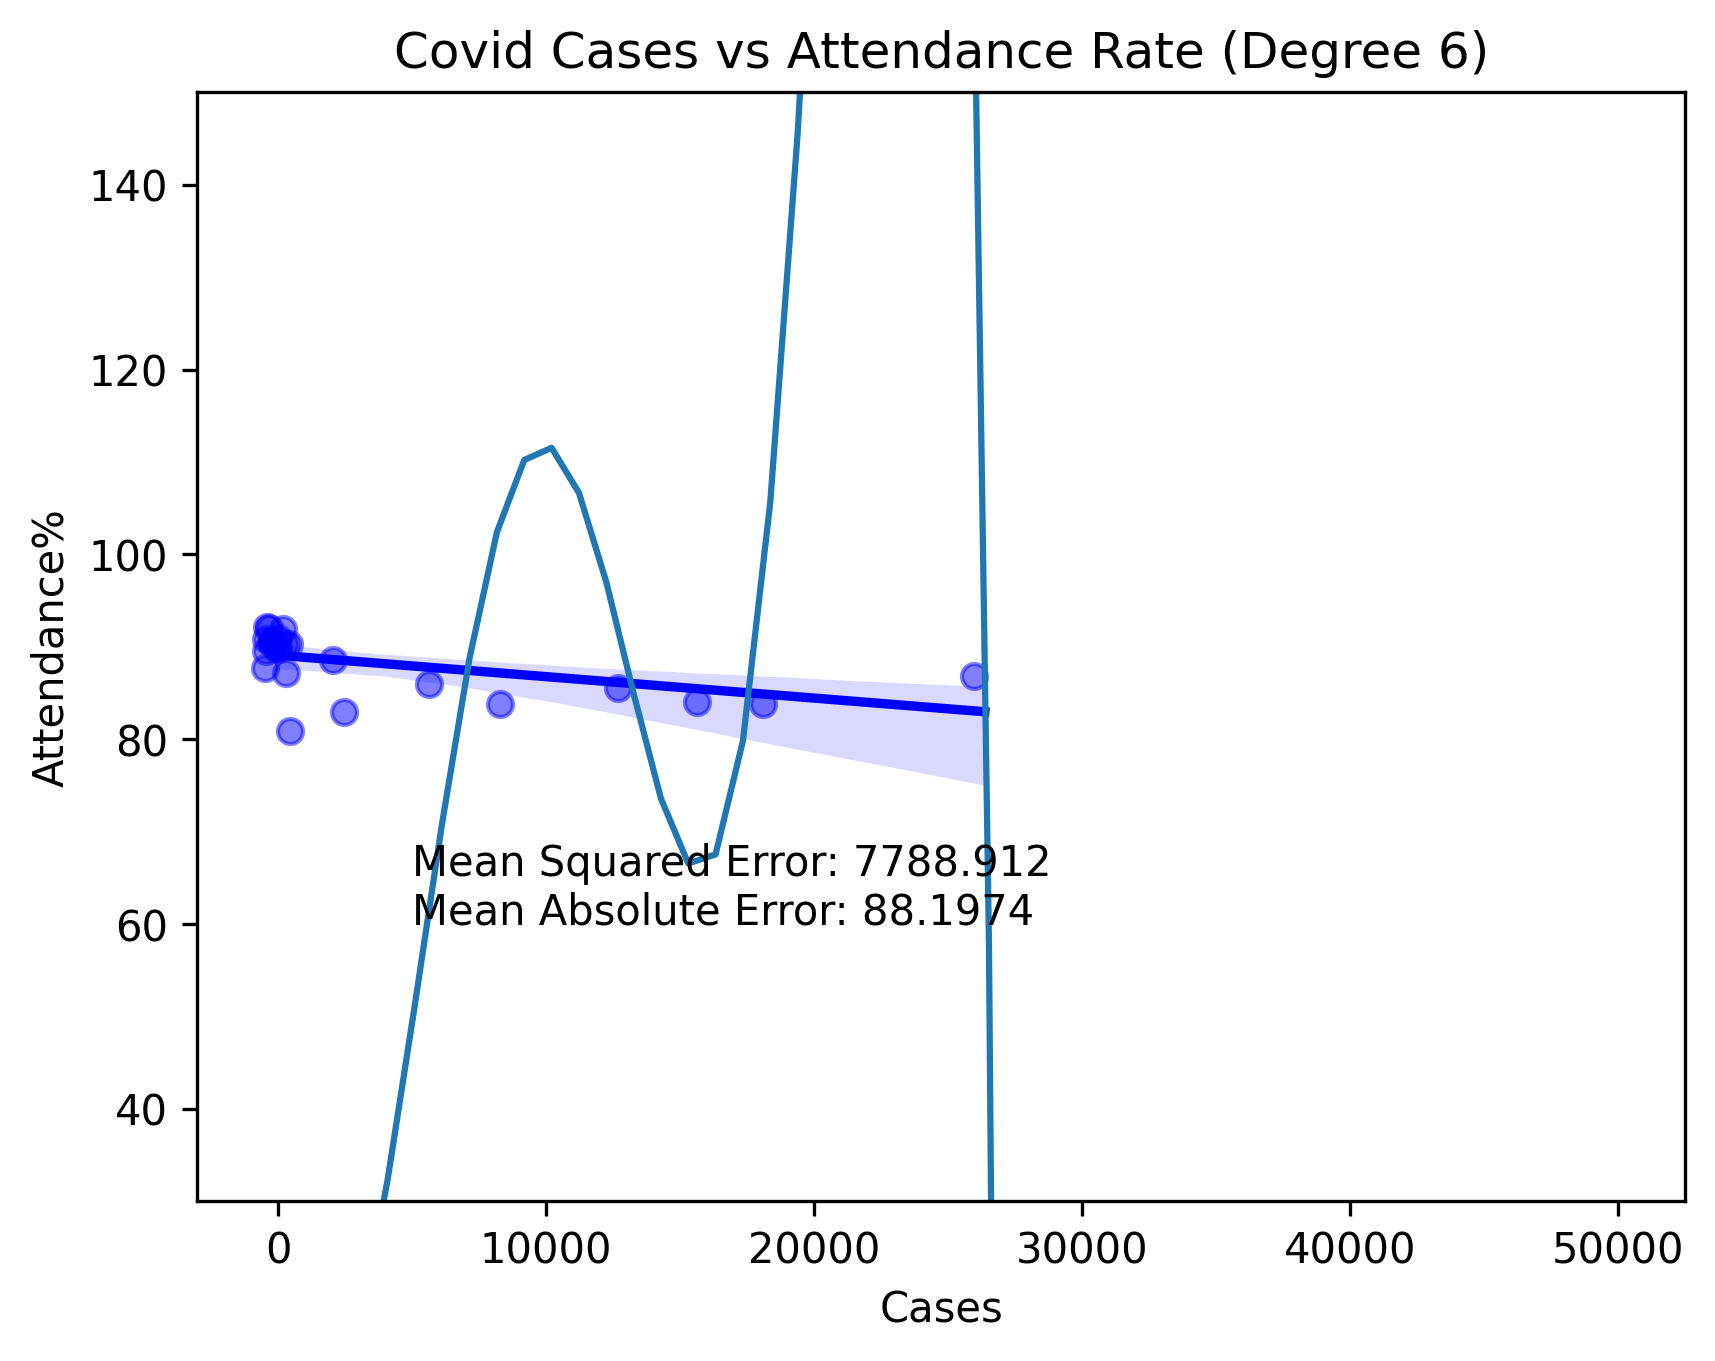 Covid Cases vs Attendance Rate (Degree 6)
140
120
100
80
60
40
Attendance%
Mean Squared Error: 7788.912
Mean Absolute Error: 88.1974
0 10000 20000 30000 40000 50000
Cases